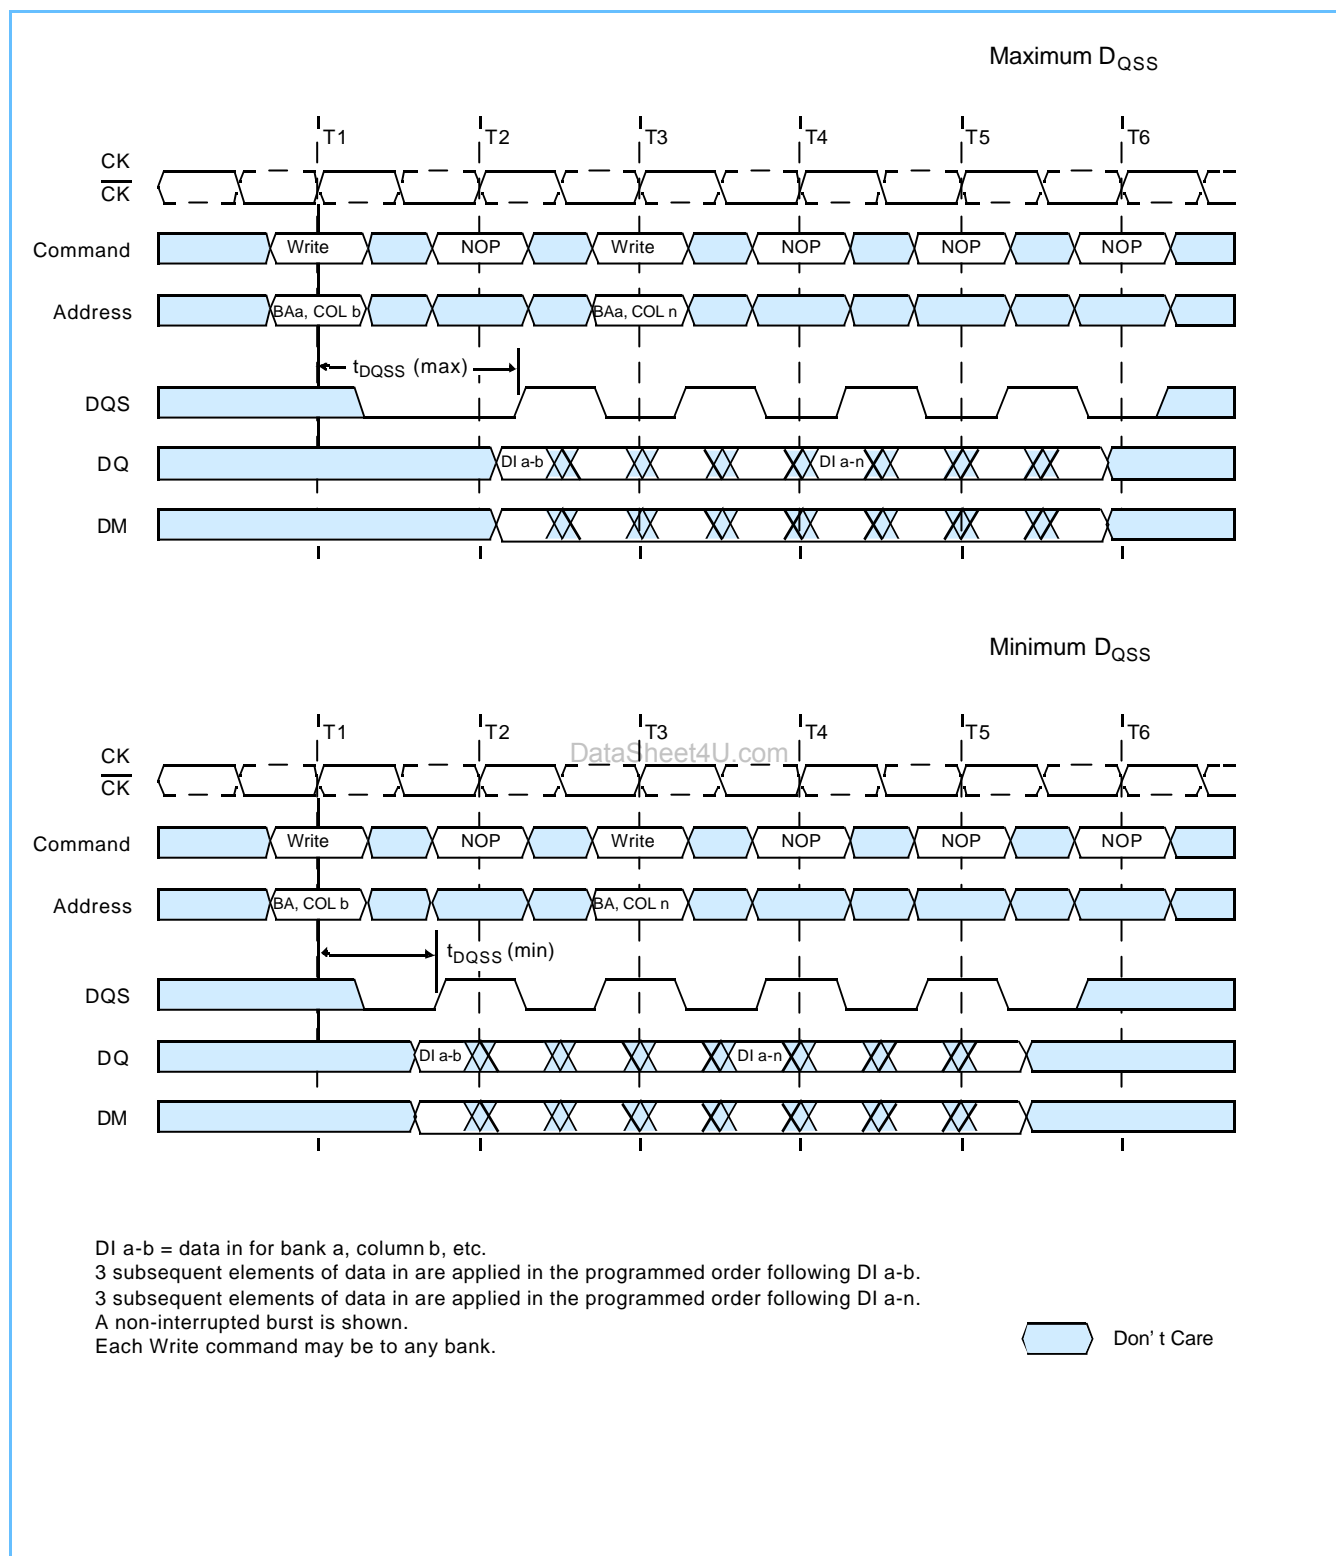 Maximum DQSS
T1 T2 T3 T4 T5 T6
CK
CK
Command Write NOP Write NOP NOP NOP
Address BAa, COL b BAa, COL n
tDQSS (max)
DQS
DQ DI a-b DI a-n
DM
Minimum DQSS
T1 T2 T3 T4 T5 T6
DataSheet4U.com
CK
CK
Command Write NOP Write NOP NOP NOP
Address BA, COL b BA, COL n
tDQSS (min)
DQS
DQ DI a-b DI a-n
DM
DI a-b = data in for bank a, column b, etc.
3 subsequent elements of data in are applied in the programmed order following DI a-b.
3 subsequent elements of data in are applied in the programmed order following DI a-n.
A non-interrupted burst is shown.
Each Write command may be to any bank.
Don' t Care